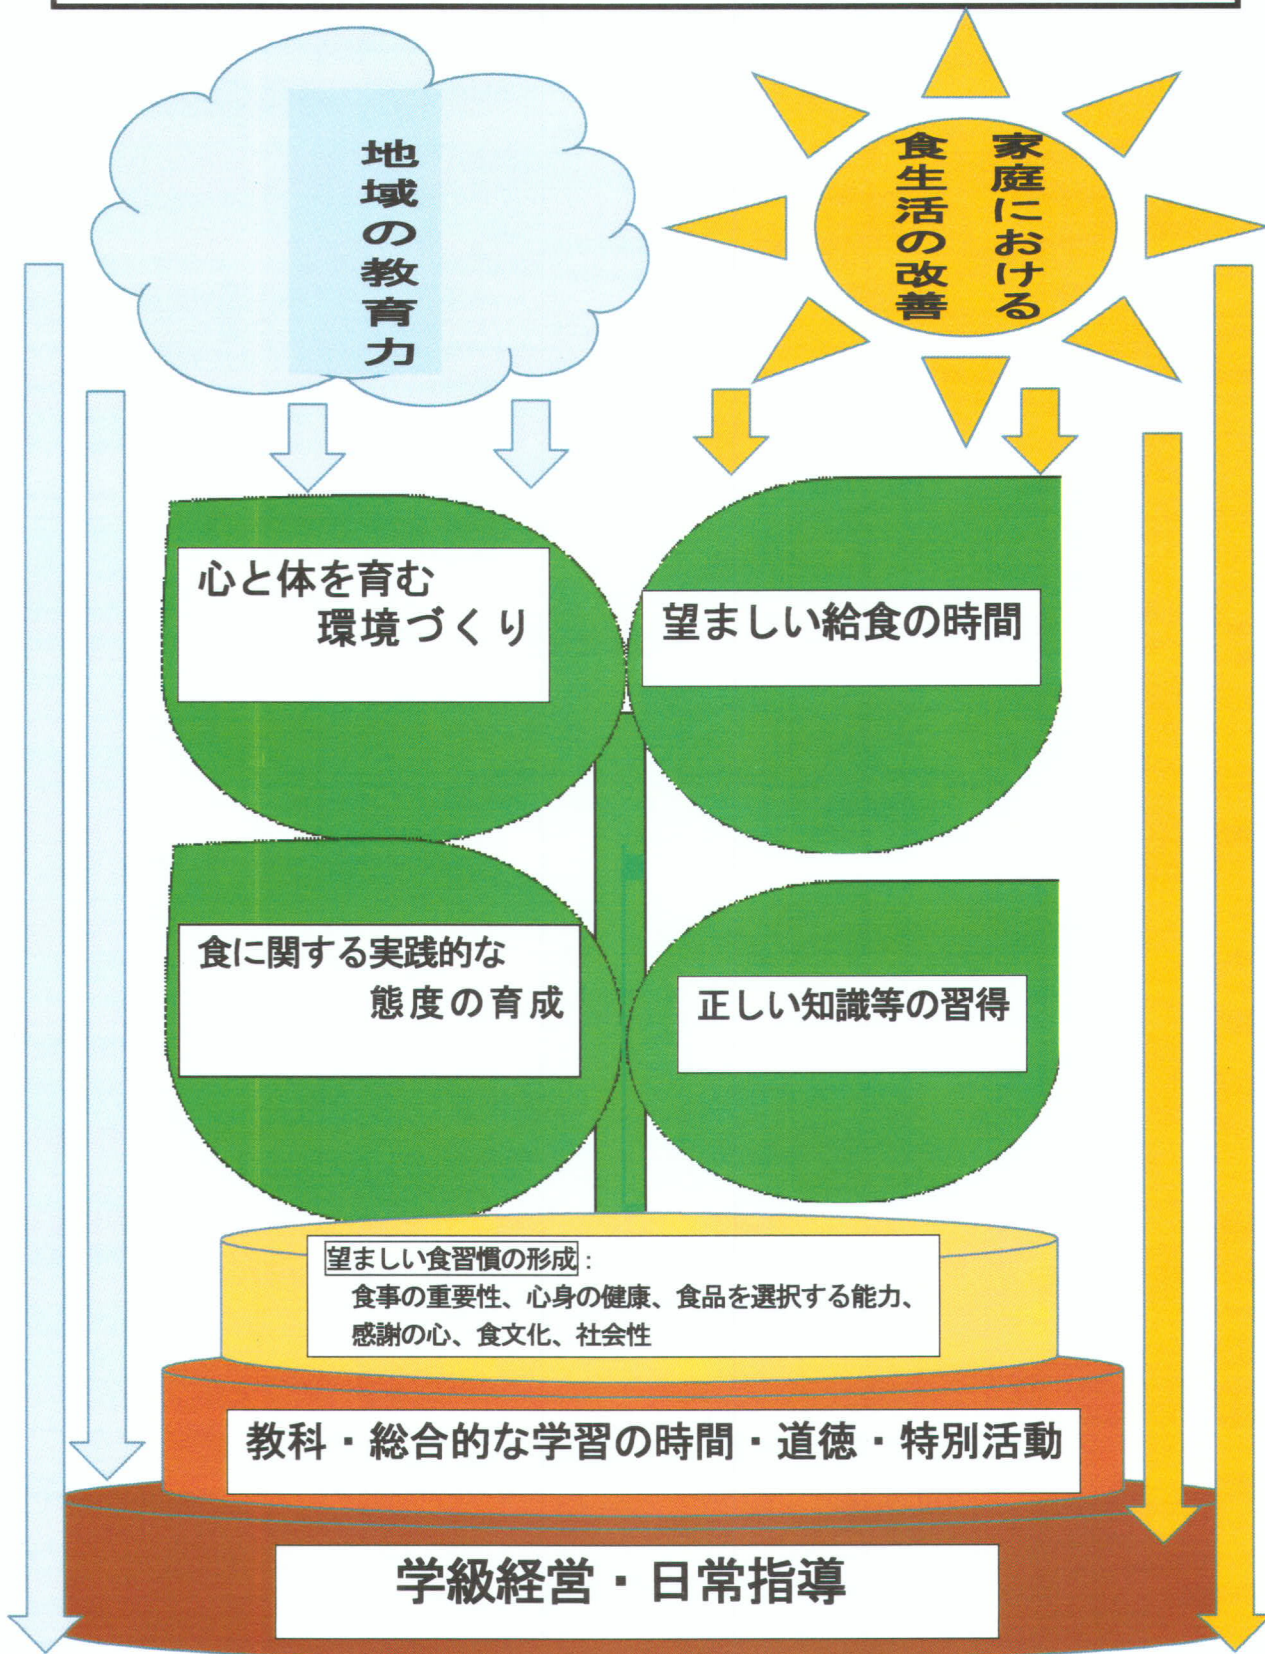 地域の教育力
家庭における
食生活の改善
心と体を育む
環境づくり
望ましい給食の時間
食に関する実践的な
態度の育成
正しい知識等の習得
望ましい食習慣の形成：
食事の重要性、心身の健康、食品を選択する能力、
感謝の心、食文化、社会性
教科・総合的な学習の時間・道徳・特別活動
学級経営・日常指導